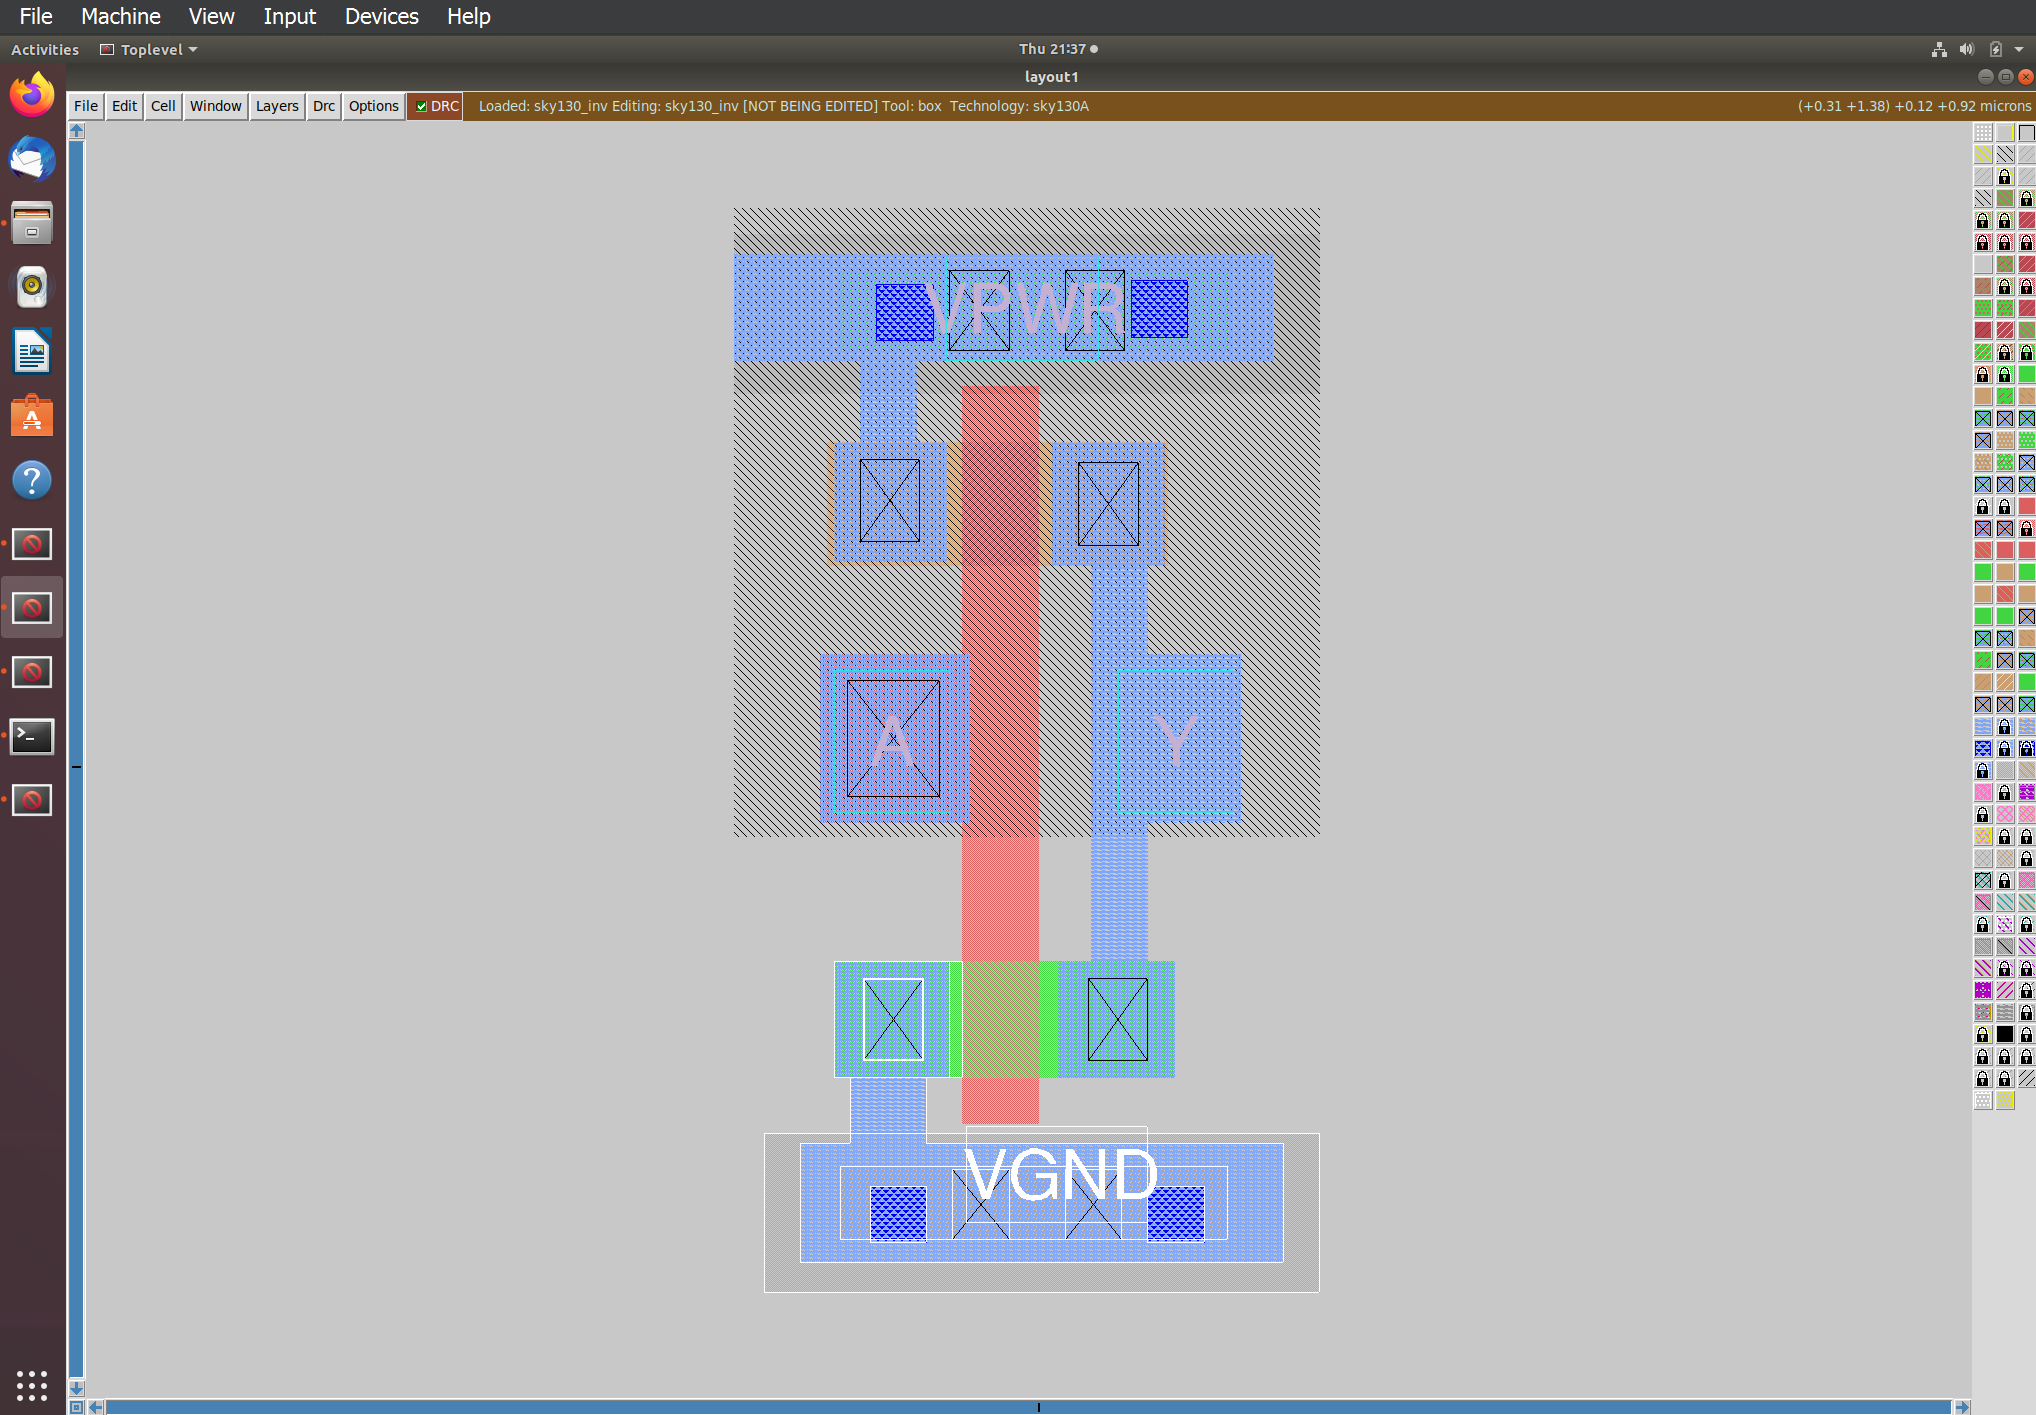 File Machine View Input Devices Help
Activities Toplevel Thu 21:37
layout1
File Edit Cell Window Layers Drc Options DRC Loaded: sky130_inv Editing: sky130_inv [NOT BEING EDITED] Tool: box Technology: sky130A (+0.31 +1.38) +0.12 +0.92 microns
VPWR
A Y
VGND